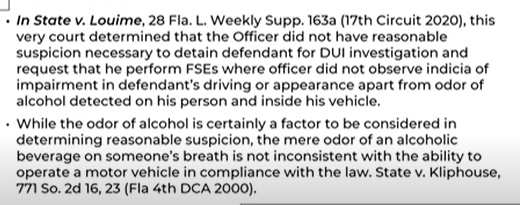 • In State v. Louime, 28 Fla. L. Weekly Supp. 163a (17th Circuit 2020), this
very court determined that the Officer did not have reasonable
suspicion necessary to detain defendant for DUI investigation and
request that he perform FSEs where officer did not observe indicia of
impairment in defendant's driving or appearance apart from odor of
alcohol detected on his person and inside his vehicle.
• While the odor of alcohol is certainly a factor to be considered in
determining reasonable suspicion, the mere odor of an alcoholic
beverage on someone's breath is not inconsistent with the ability to
operate a motor vehicle in compliance with the law. State v. Kliphouse,
771 So. 2d 16, 23 (Fla 4th DCA 2000).